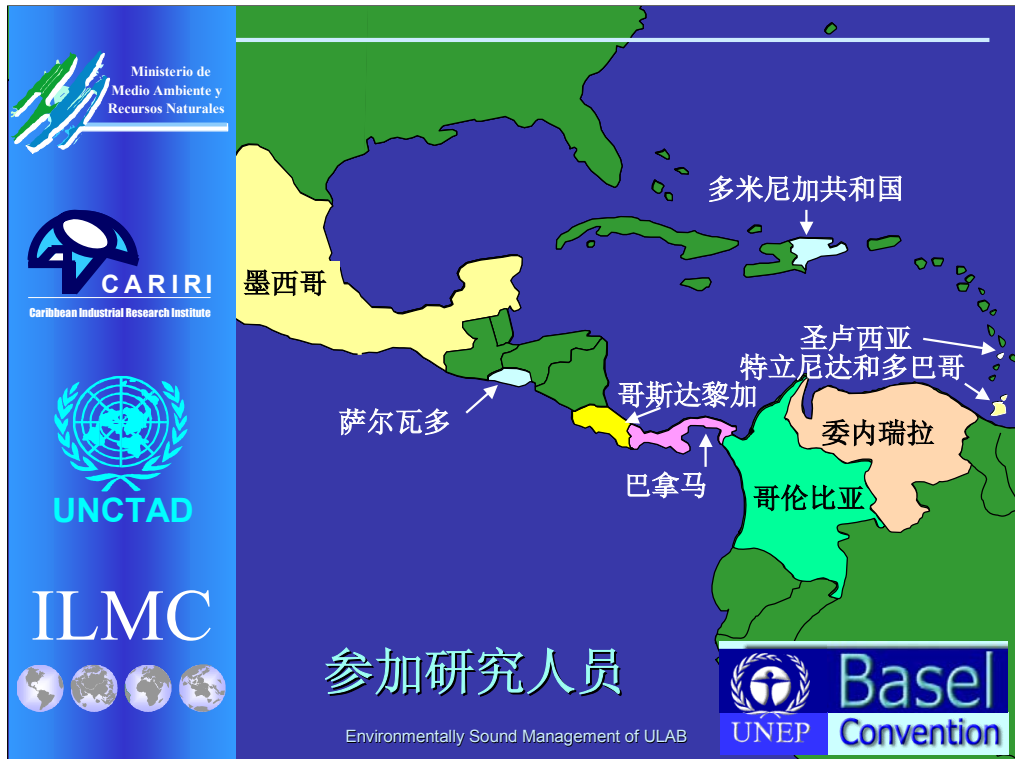 Ministerio de
Medio Ambiente y
Recursos Naturales
CARIRI
Caribbean Industrial Research Institute
UNCTAD
ILMC
多米尼加共和国
墨西哥
圣卢西亚
特立尼达和多巴哥
哥斯达黎加
萨尔瓦多
委内瑞拉
巴拿马
哥伦比亚
参加研究人员
Environmentally Sound Management of ULAB
UNEP
Basel
Convention